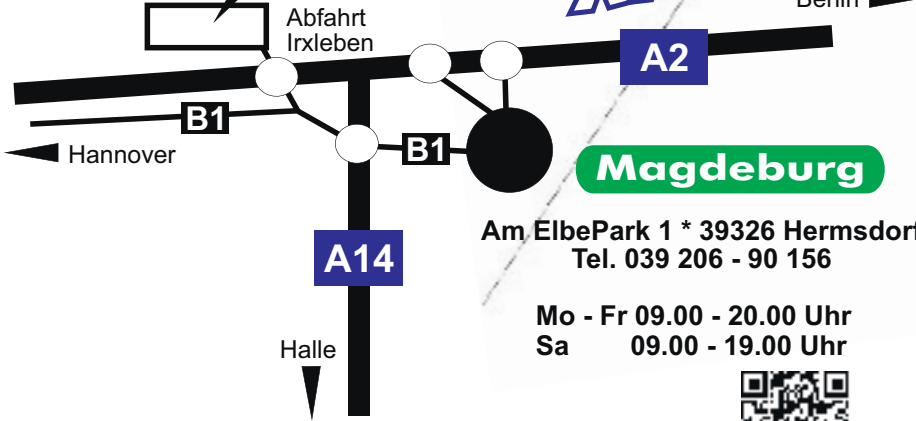 Berlin
Abfahrt
Irxleben
A2
B1
Hannover
B1
Magdeburg
Am ElbePark 1 * 39326 Hermsdorf
Tel. 039 206 - 90 156
A14
Mo - Fr 09.00 - 20.00 Uhr
Sa 09.00 - 19.00 Uhr
Halle